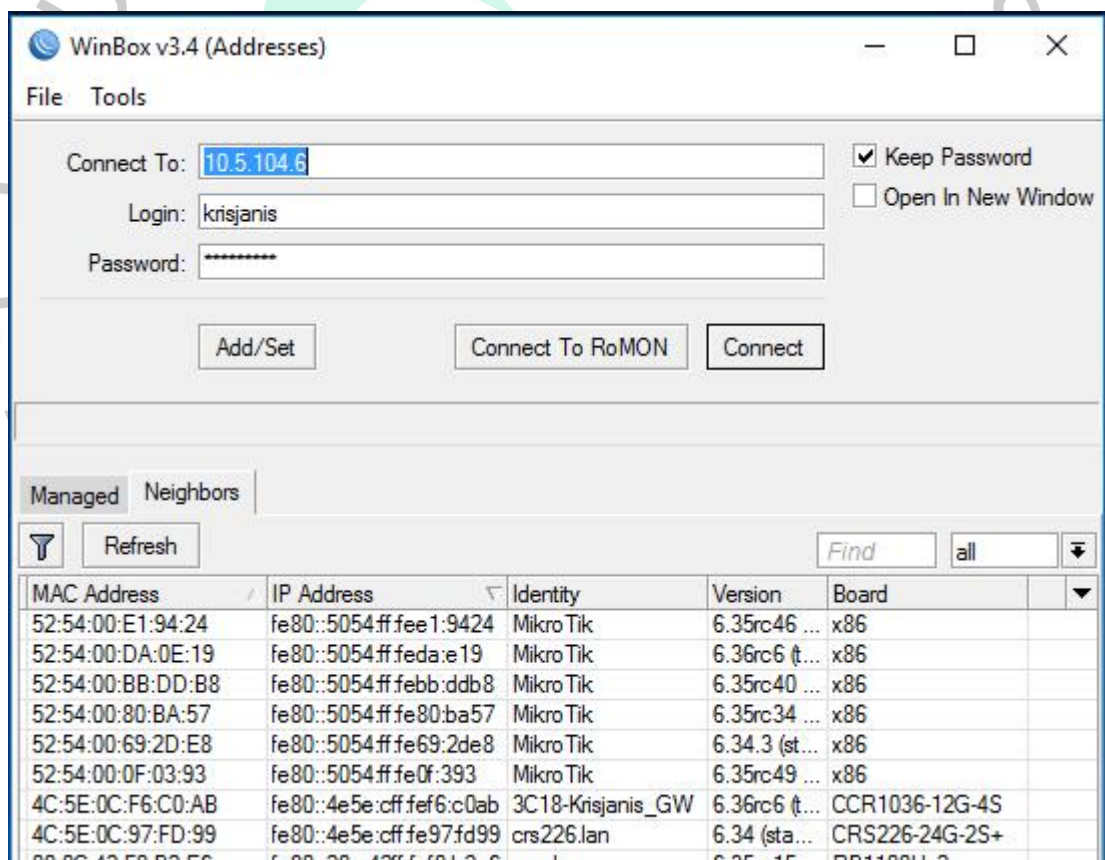 WinBox v3.4 (Addresses)
File Tools
Connect To: 10.5.104.6
Keep Password
Login: krisjanis
Open In New Window
Password: *********
Add/Set Connect To RoMON Connect
Managed Neighbors
Refresh Find all
MAC Address IP Address Identity Version Board
52:54:00:E1:94:24 fe80::5054:ff:fee1:9424 MikroTik 6.35rc46 ... x86
52:54:00:DA:0E:19 fe80::5054:ff:feda:e19 MikroTik 6.36rc6 (t... x86
52:54:00:BB:DD:B8 fe80::5054:ff:febb:ddb8 MikroTik 6.35rc40 ... x86
52:54:00:80:BA:57 fe80::5054:ff:fe80:ba57 MikroTik 6.35rc34 ... x86
52:54:00:69:2D:E8 fe80::5054:ff:fe69:2de8 MikroTik 6.34.3 (st... x86
52:54:00:0F:03:93 fe80::5054:ff:fe0f:393 MikroTik 6.35rc49 ... x86
4C:5E:0C:F6:C0:AB fe80::4e5e:cff:fef6:c0ab 3C18-Krisjanis_GW 6.36rc6 (t... CCR1036-12G-4S
4C:5E:0C:97:FD:99 fe80::4e5e:cff:fe97:fd99 crs226.lan 6.34 (sta... CRS226-24G-2S+